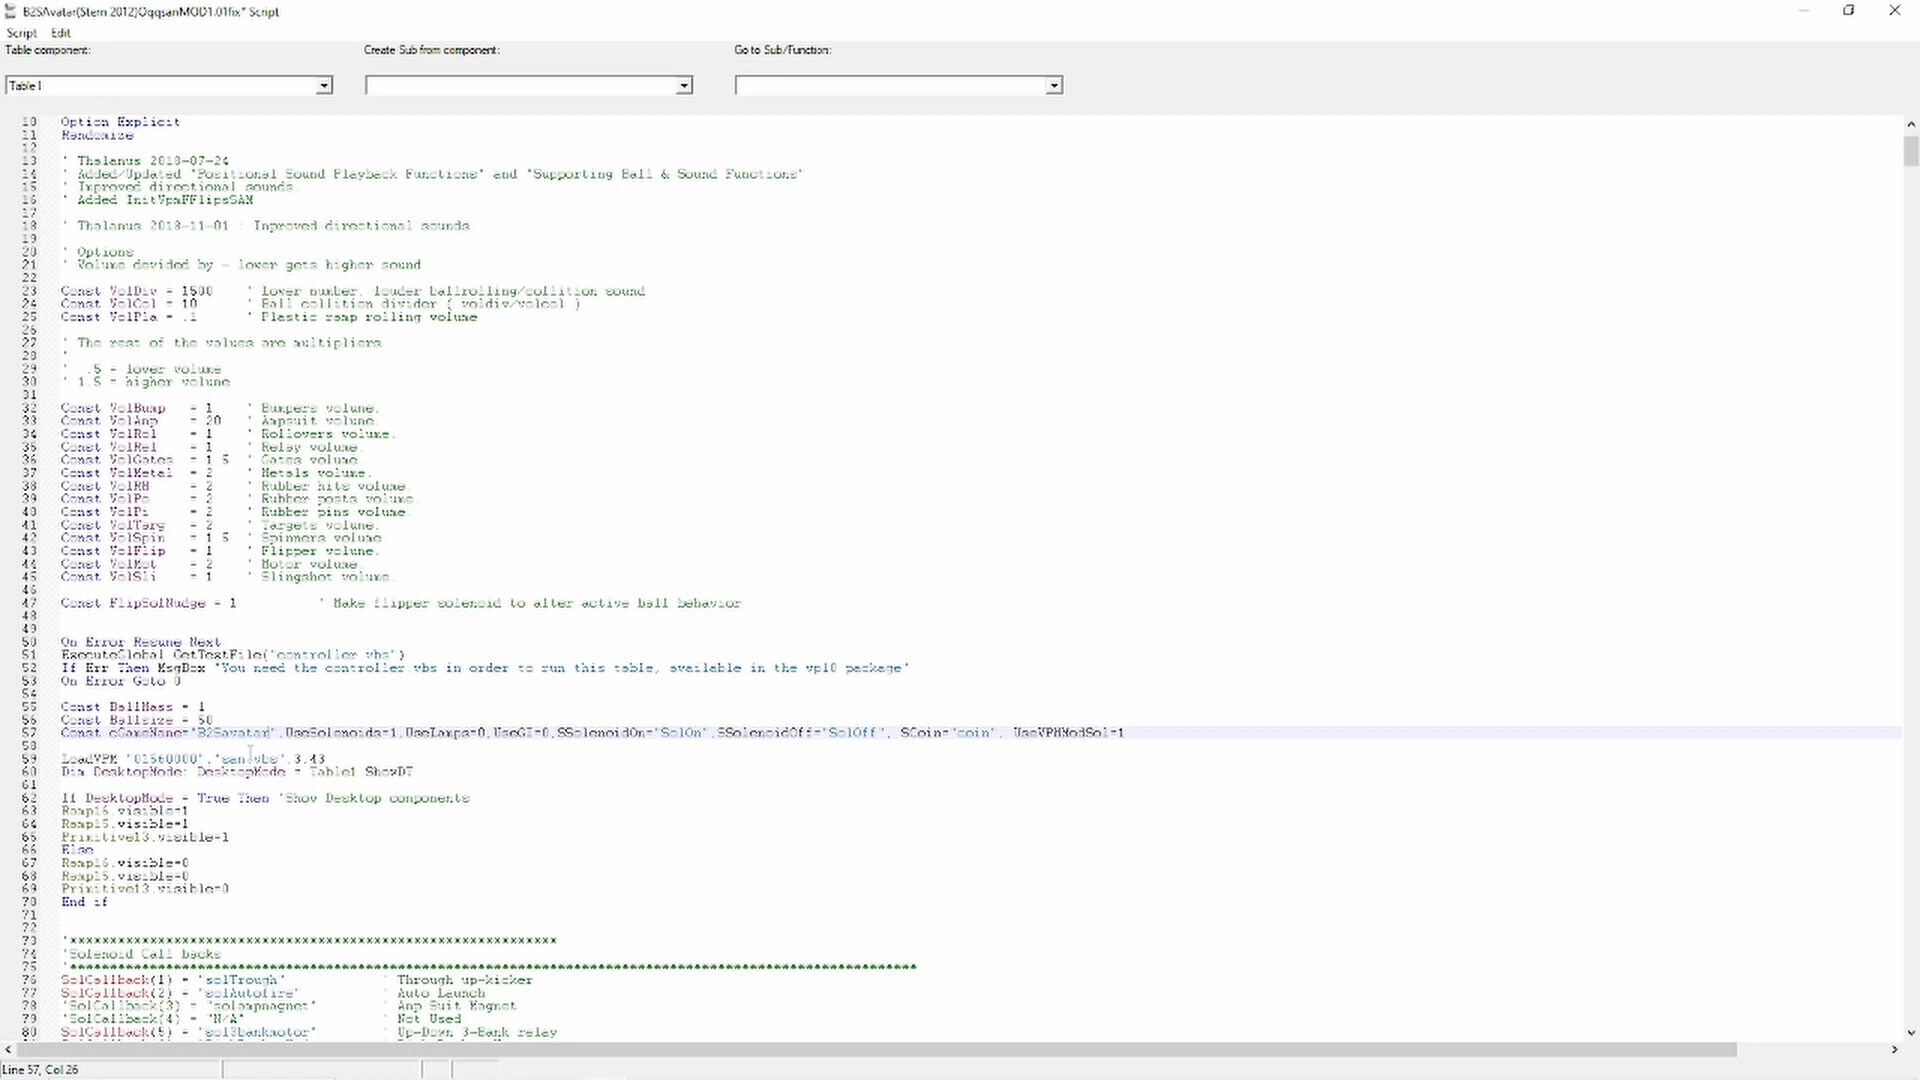 B2SAvatar(Stern 2012)OqqsanMOD1.01fix* Script
Script Edit
Table component: Create Sub from component: Go to Sub/Function:
Table1
10 Option Explicit
11 Randomize
12
13 ' Thalanus 2018-07-24
14 ' Added/Updated "Positional Sound Playback Functions" and "Supporting Ball & Sound Functions"
15 ' Improved directional sounds.
16 ' Added InitVpmFFlipsSAM
17
18 ' Thalanus 2018-11-01 : Improved directional sounds
19
20 ' Options
21 ' Volume devided by - lower gets higher sound
22
23 Const VolDiv = 1500 ' Lower number, louder ballrolling/collition sound
24 Const VolCol = 10 ' Ball collition divider ( voldiv/volcol )
25 Const VolPla = .1 ' Plastic ramp rolling volume
26
27 ' The rest of the values are multipliers
28 '
29 ' .5 = lower volume
30 ' 1.5 = higher volume
31
32 Const VolBump = 1 ' Bumpers volume.
33 Const VolAmp = 20 ' Ampsuit volume.
34 Const VolRol = 1 ' Rollovers volume.
35 Const VolRel = 1 ' Relay volume.
36 Const VolGates = 1.5 ' Gates volume.
37 Const VolMetal = 2 ' Metals volume.
38 Const VolRH = 2 ' Rubber hits volume.
39 Const VolPo = 2 ' Rubber posts volume.
40 Const VolPi = 2 ' Rubber pins volume.
41 Const VolTarg = 2 ' Targets volume.
42 Const VolSpin = 1.5 ' Spinners volume.
43 Const VolFlip = 1 ' Flipper volume.
44 Const VolMot = 2 ' Motor volume.
45 Const VolSli = 1 ' Slingshot volume.
46
47 Const FlipSolNudge = 1 ' Make flipper solenoid to alter active ball behavior
48
49
50 On Error Resume Next
51 ExecuteGlobal GetTextFile("controller.vbs")
52 If Err Then MsgBox "You need the controller.vbs in order to run this table, available in the vp10 package"
53 On Error Goto 0
54
55 Const BallMass = 1
56 Const Ballsize = 50
57 Const cGameName="B2Savatar",UseSolenoids=1,UseLamps=0,UseGI=0,SSolenoidOn="SolOn",SSolenoidOff="SolOff", SCoin="coin", UseVPMModSol=1
58
59 LoadVPM "01560000","sam.vbs",3.43
60 Dim DesktopMode: DesktopMode = Table1.ShowDT
61
62 If DesktopMode = True Then 'Show Desktop components
63 Ramp16.visible=1
64 Ramp15.visible=1
65 Primitive13.visible=1
66 Else
67 Ramp16.visible=0
68 Ramp15.visible=0
69 Primitive13.visible=0
70 End if
71
72
73 '*************************************************************
74 'Solenoid Call backs
75 '**********************************************************************************************************
76 SolCallback(1) = "solTrough" ' Through up-kicker
77 SolCallback(2) = "solAutofire" ' Auto Launch
78 'SolCallback(3) = "solampmagnet" ' Amp Suit Magnet
79 'SolCallback(4) = "N/A" ' Not Used
80 SolCallback(5) = "sol3bankmotor" ' Up-Down 3-Bank relay
Line 57, Col 26